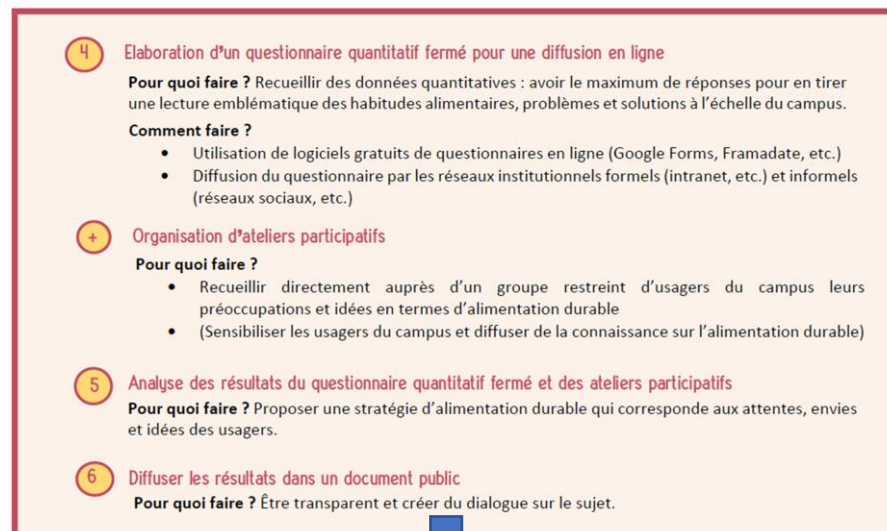 4 Elaboration d'un questionnaire quantitatif fermé pour une diffusion en ligne
Pour quoi faire ? Recueillir des données quantitatives : avoir le maximum de réponses pour en tirer
une lecture emblématique des habitudes alimentaires, problèmes et solutions à l'échelle du campus.
Comment faire ?
• Utilisation de logiciels gratuits de questionnaires en ligne (Google Forms, Framadate, etc.)
• Diffusion du questionnaire par les réseaux institutionnels formels (intranet, etc.) et informels
(réseaux sociaux, etc.)
+ Organisation d'ateliers participatifs
Pour quoi faire ?
• Recueillir directement auprès d'un groupe restreint d'usagers du campus leurs
préoccupations et idées en termes d'alimentation durable
• (Sensibiliser les usagers du campus et diffuser de la connaissance sur l'alimentation durable)
5 Analyse des résultats du questionnaire quantitatif fermé et des ateliers participatifs
Pour quoi faire ? Proposer une stratégie d'alimentation durable qui corresponde aux attentes, envies
et idées des usagers.
6 Diffuser les résultats dans un document public
Pour quoi faire ? Être transparent et créer du dialogue sur le sujet.